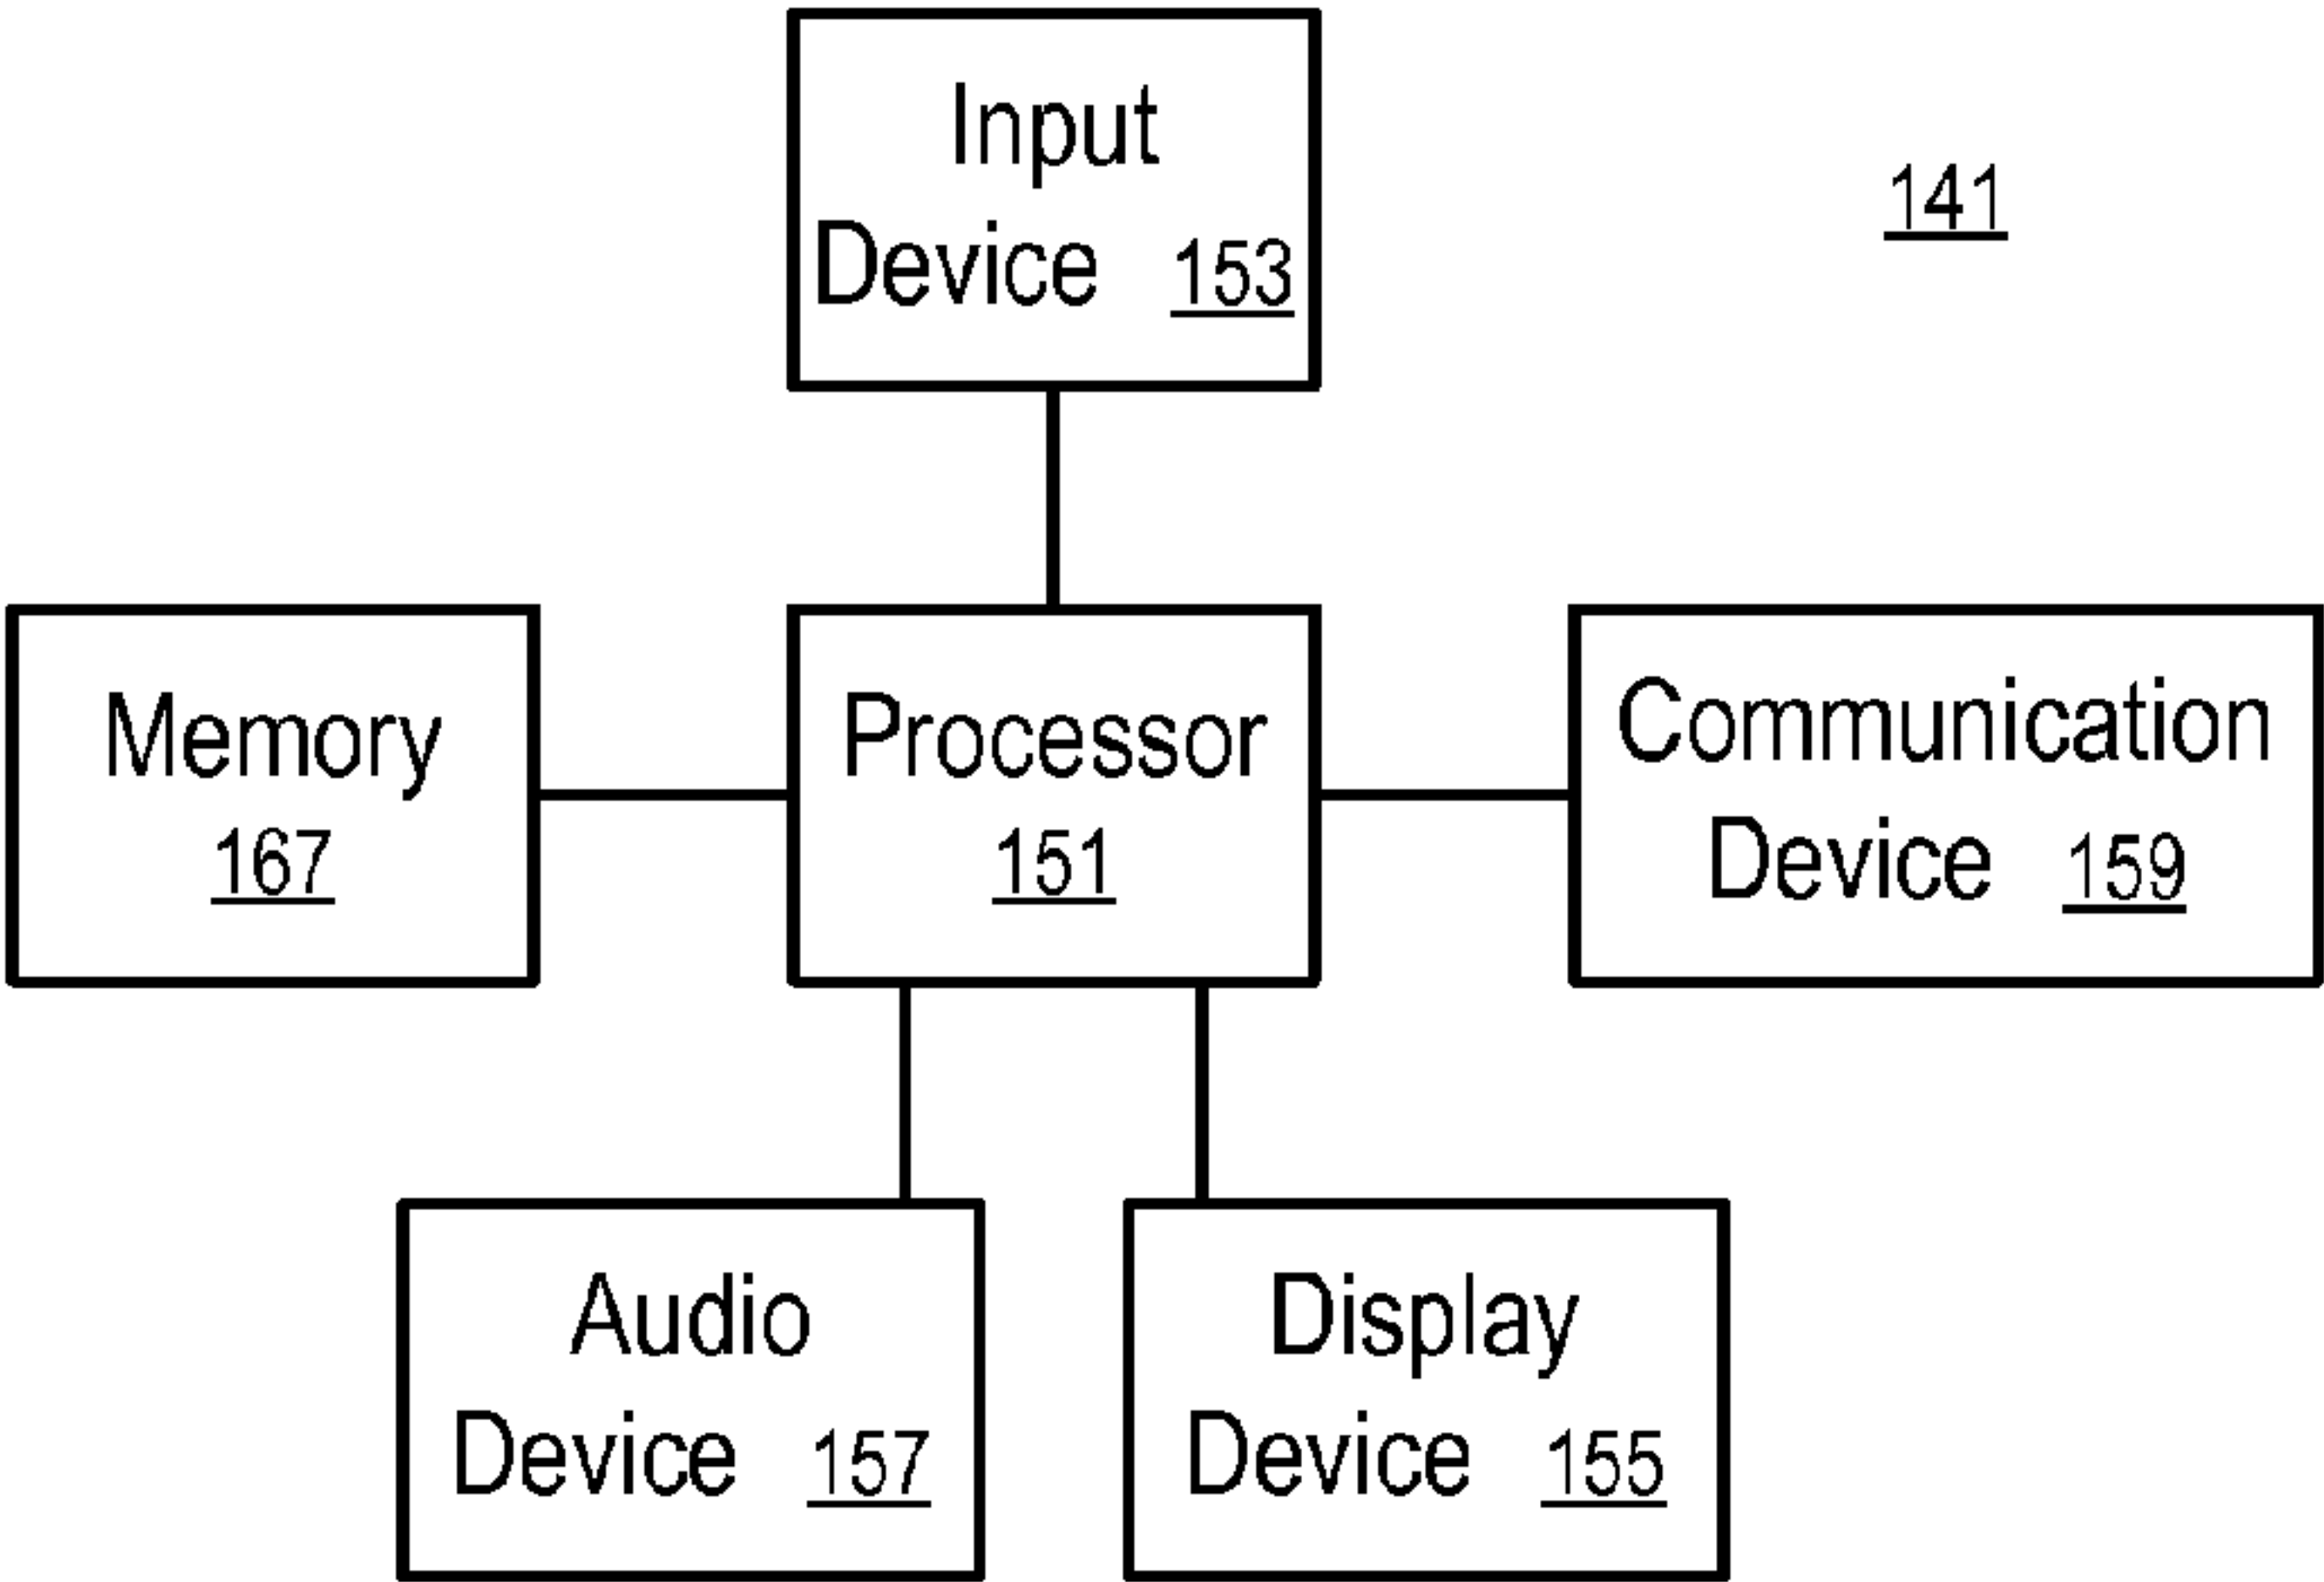 Input
Device 153
141
Memory
167
Processor
151
Communication
Device 159
Audio
Device 157
Display
Device 155